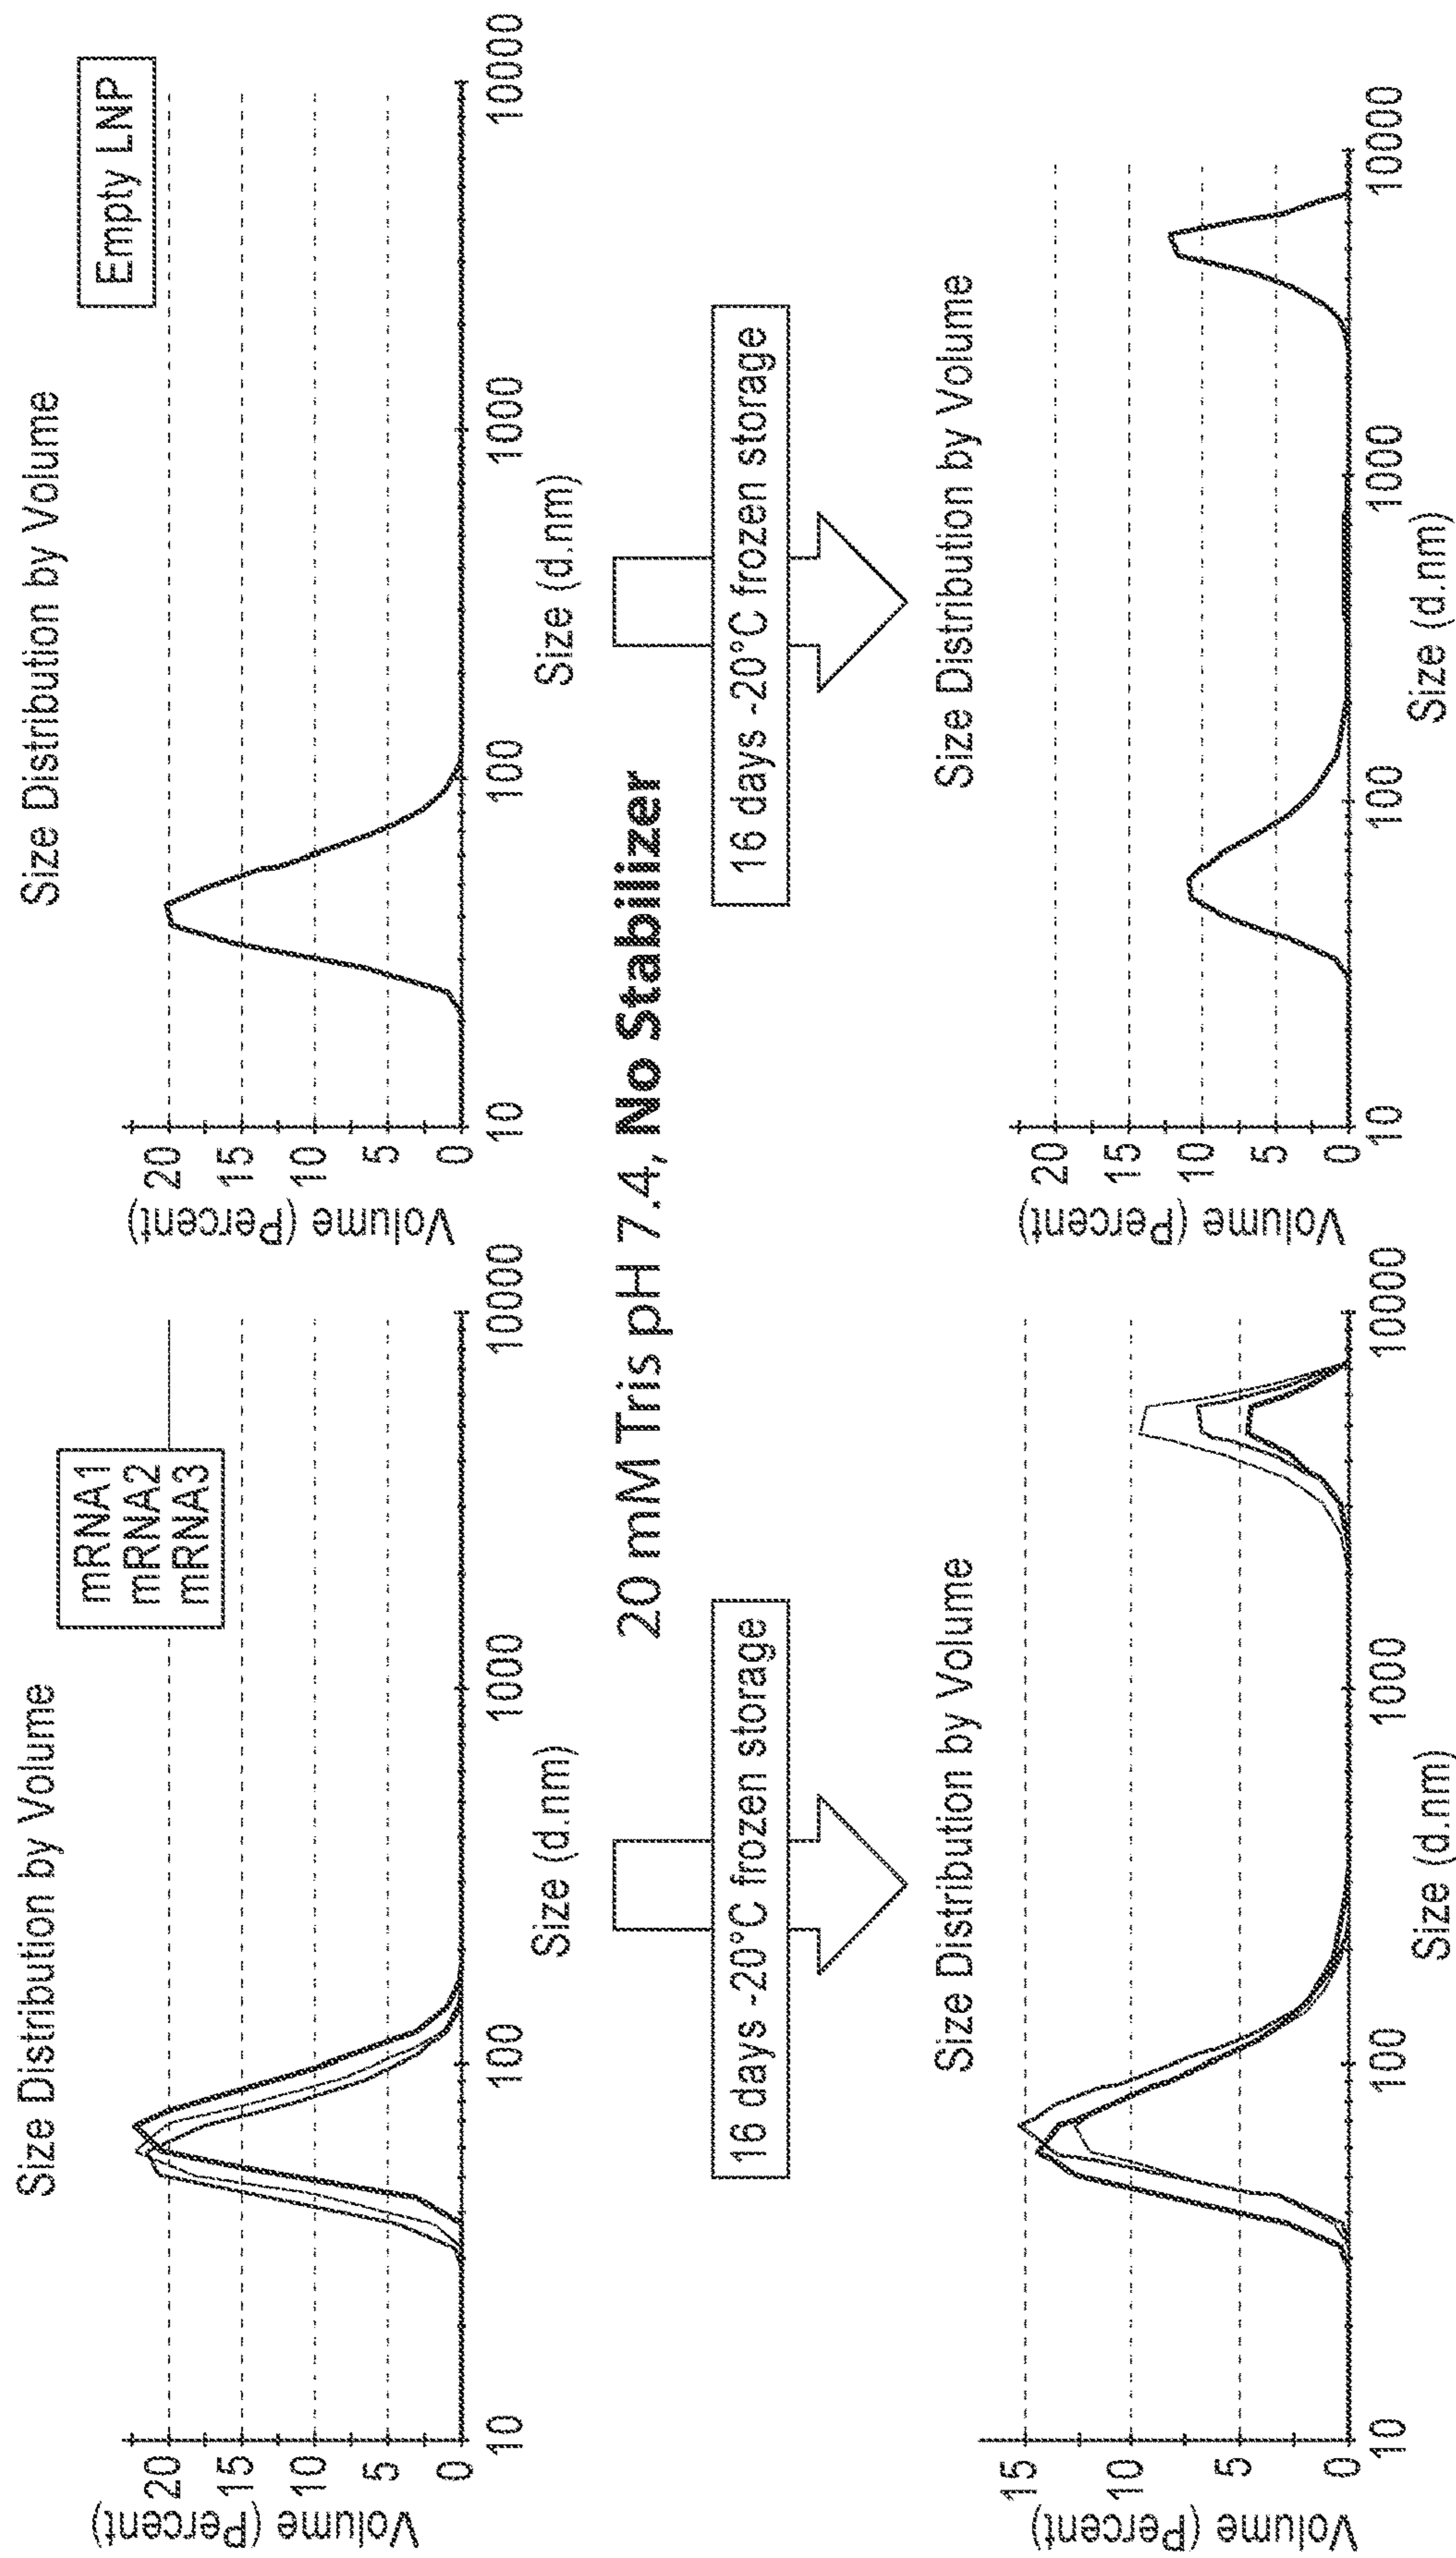 Size Distribution by Volume
mRNA1
mRNA2
mRNA3
Volume (Percent)
20
15
10
5
0
10
100
1000
10000
Size (d.nm)
Size Distribution by Volume
Empty LNP
Volume (Percent)
20
15
10
5
0
10
100
1000
10000
Size (d.nm)
20 mM Tris pH 7.4, No Stabilizer
16 days -20°C frozen storage
16 days -20°C frozen storage
Size Distribution by Volume
Volume (Percent)
15
10
5
0
10
100
1000
10000
Size (d.nm)
Size Distribution by Volume
Volume (Percent)
20
15
10
5
0
10
100
1000
10000
Size (d.nm)